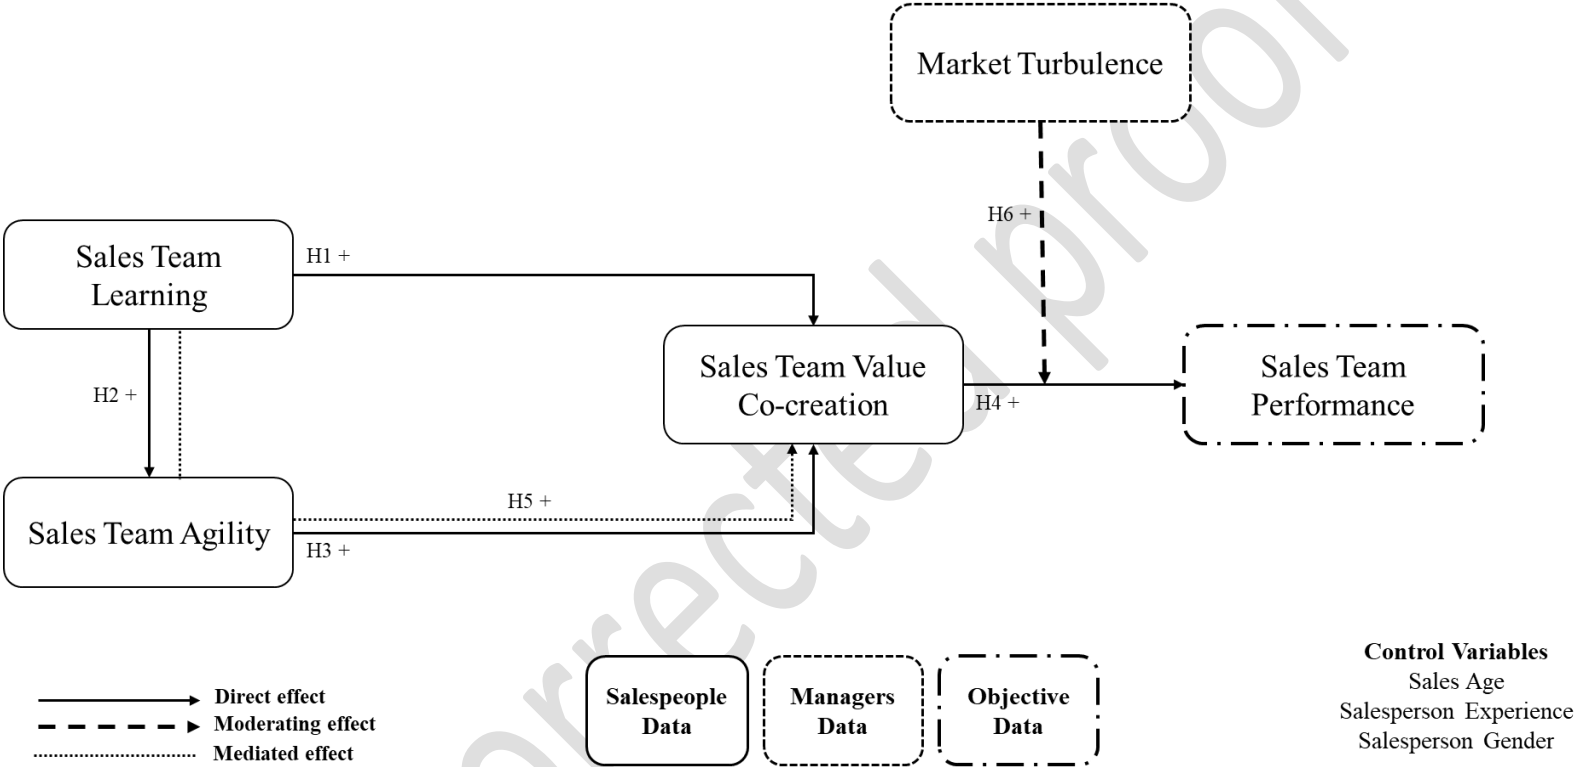 Market Turbulence
H6 +
Sales Team
Learning
H1 +
H2 +
Sales Team Value
Co-creation
H4 +
Sales Team
Performance
Sales Team Agility
H5 +
H3 +
Direct effect
Moderating effect
Mediated effect
Salespeople
Data
Managers
Data
Objective
Data
Control Variables
Sales Age
Salesperson Experience
Salesperson Gender
orrected proof